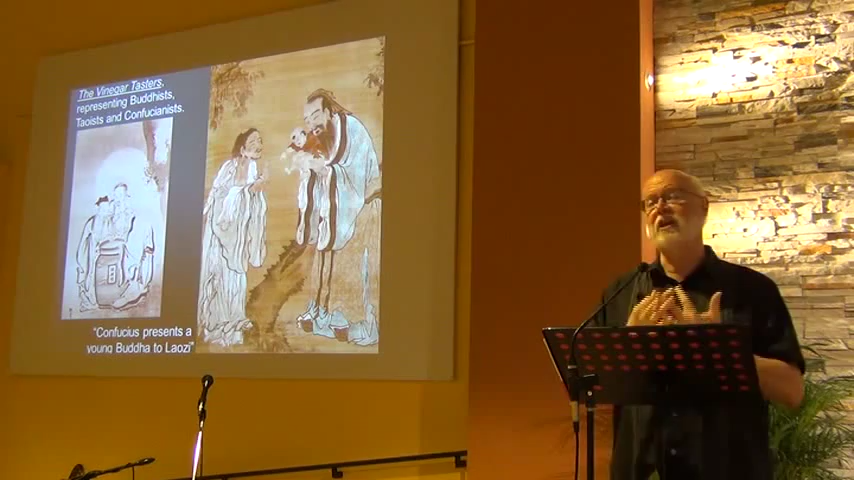 The Vinegar Tasters,
representing Buddhists,
Taoists and Confucianists.
"Confucius presents a
young Buddha to Laozi"